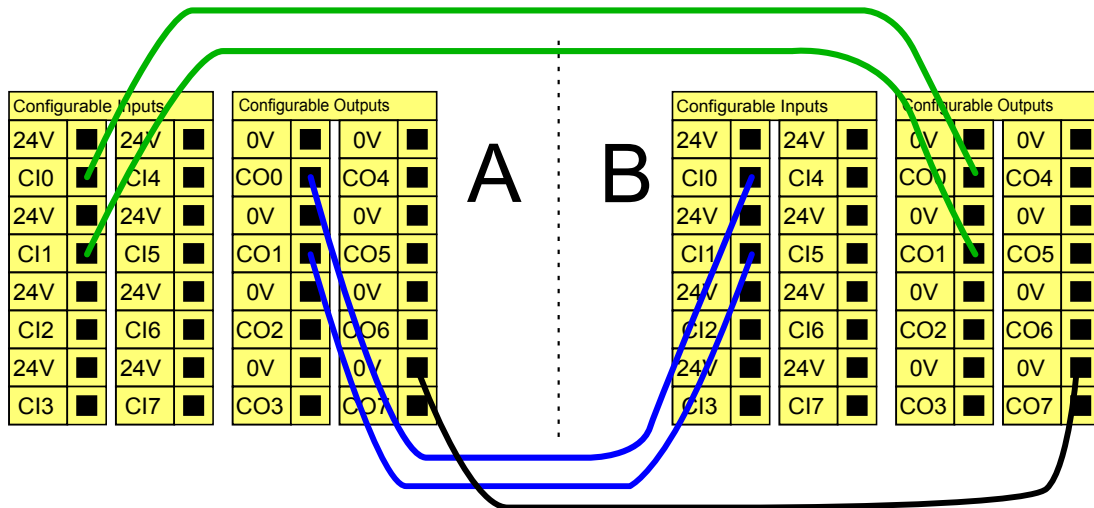 Configurable Inputs Configurable Outputs A B Configurable Inputs Configurable Outputs
24V 24V 0V 0V 24V 24V 0V 0V
CI0 CI4 CO0 CO4 CI0 CI4 CO0 CO4
24V 24V 0V 0V 24V 24V 0V 0V
CI1 CI5 CO1 CO5 CI1 CI5 CO1 CO5
24V 24V 0V 0V 24V 24V 0V 0V
CI2 CI6 CO2 CO6 CI2 CI6 CO2 CO6
24V 24V 0V 0V 24V 24V 0V 0V
CI3 CI7 CO3 CO7 CI3 CI7 CO3 CO7